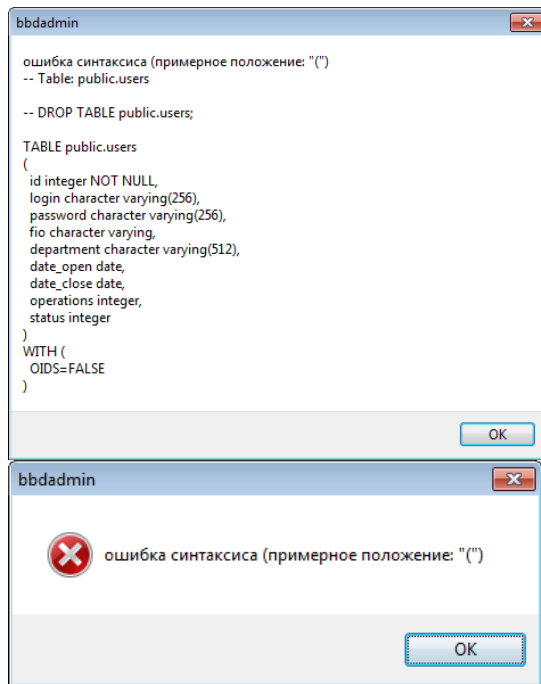 bbdadmin
ошибка синтаксиса (примерное положение: "(")
-- Table: public.users
-- DROP TABLE public.users;
TABLE public.users
(
id integer NOT NULL,
login character varying(256),
password character varying(256),
fio character varying,
department character varying(512),
date_open date,
date_close date,
operations integer,
status integer
)
WITH (
OIDS=FALSE
)
OK
bbdadmin
ошибка синтаксиса (примерное положение: "(")
OK